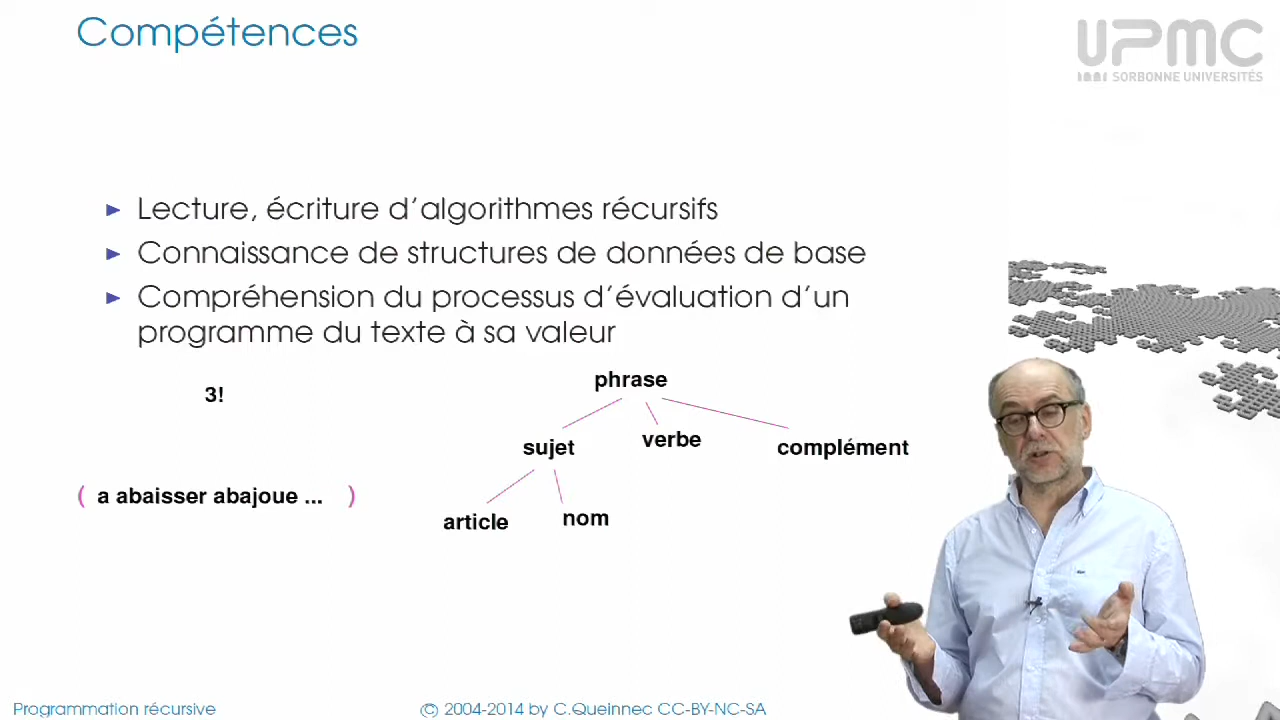 Compétences
UPMC
SORBONNE UNIVERSITÉS
Lecture, écriture d'algorithmes récursifs
Connaissance de structures de données de base
Compréhension du processus d'évaluation d'un
programme du texte à sa valeur
3!
phrase
sujet
verbe
complément
( a abaisser abajoue ... )
article
nom
Programmation récursive
© 2004-2014 by C.Queinnec CC-BY-NC-SA